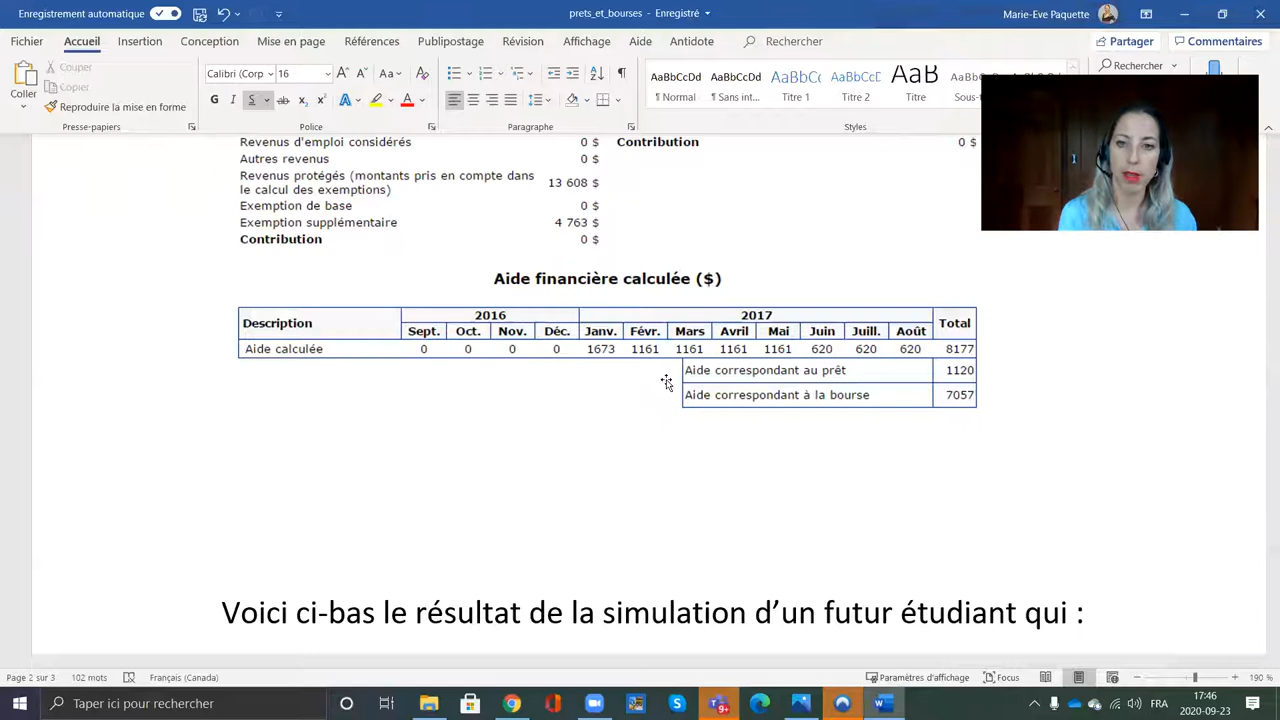 Enregistrement automatique
prets_et_bourses - Enregistré
Marie-Eve Paquette
Fichier Accueil Insertion Conception Mise en page Références Publipostage Révision Affichage Aide Antidote Rechercher Partager Commentaires
Coller
Couper
Copier
Reproduire la mise en forme
Presse-papiers
Calibri (Corp 16
Police
Paragraphe
AaBbCcDd AaBbCcDd AaBbCc AaBbCcC AaB AaBbCcD
¶ Normal ¶ Sans int... Titre 1 Titre 2 Titre Sous-t
Styles
Rechercher
Revenus d'emploi considérés 0 $ Contribution 0 $
Autres revenus 0 $
Revenus protégés (montants pris en compte dans
le calcul des exemptions) 13 608 $
Exemption de base 0 $
Exemption supplémentaire 4 763 $
Contribution 0 $
Aide financière calculée ($)
Description 2016 2017 Total
Sept. Oct. Nov. Déc. Janv. Févr. Mars Avril Mai Juin Juill. Août
Aide calculée 0 0 0 0 1673 1161 1161 1161 1161 620 620 620 8177
Aide correspondant au prêt 1120
Aide correspondant à la bourse 7057
Voici ci-bas le résultat de la simulation d’un futur étudiant qui :
Page 2 sur 3 102 mots Français (Canada) Paramètres d'affichage Focus 190 %
Taper ici pour rechercher
9+
FRA
17:46
2020-09-23